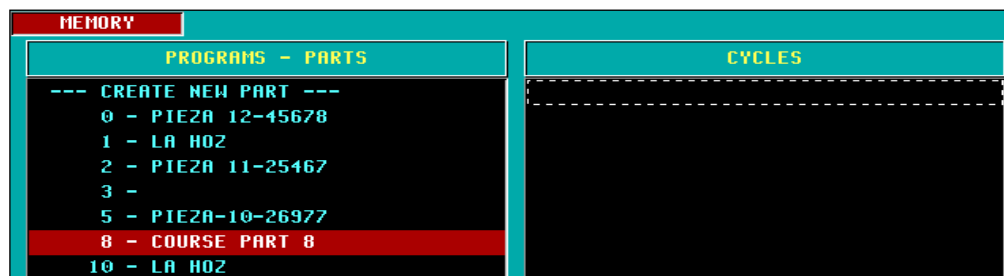 MEMORY
PROGRAMS - PARTS
CYCLES
--- CREATE NEW PART ---
0 - PIEZA 12-45678
1 - LA HOZ
2 - PIEZA 11-25467
3 -
5 - PIEZA-10-26977
8 - COURSE PART 8
10 - LA HOZ